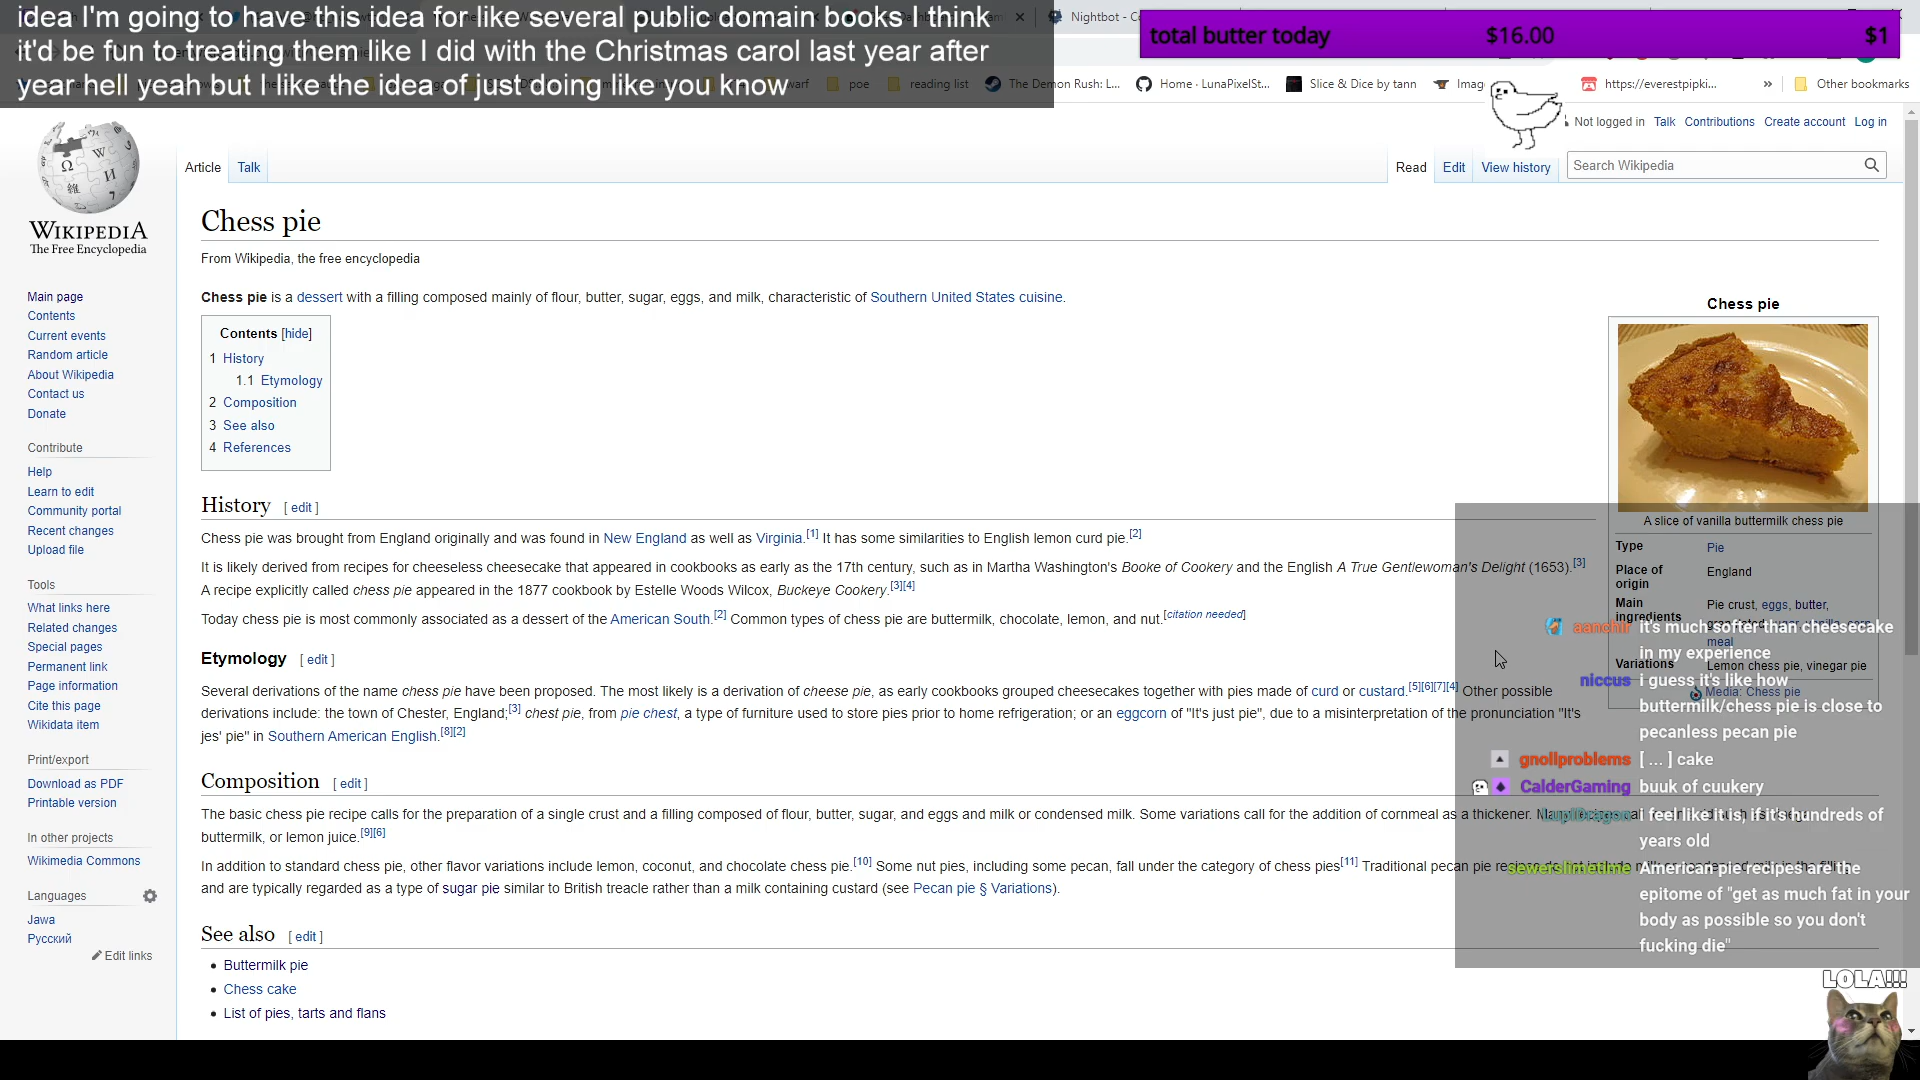 idea I'm going to have this idea for like several public domain books I think
it'd be fun to treating them like I did with the Christmas carol last year after
year hell yeah but I like the idea of just doing like you know
Nightbot - C
total butter today $16.00 $1
poe
reading list
The Demon Rush: L...
Home · LunaPixelSt...
Slice & Dice by tann
Imag
https://everestpipki...
»
Other bookmarks
Not logged in Talk Contributions Create account Log in
WIKIPEDIA
The Free Encyclopedia
Article Talk
Read Edit View history
Search Wikipedia
Main page
Contents
Current events
Random article
About Wikipedia
Contact us
Donate
Contribute
Help
Learn to edit
Community portal
Recent changes
Upload file
Tools
What links here
Related changes
Special pages
Permanent link
Page information
Cite this page
Wikidata item
Print/export
Download as PDF
Printable version
In other projects
Wikimedia Commons
Languages
Jawa
Русский
Edit links
Chess pie
From Wikipedia, the free encyclopedia
Chess pie is a dessert with a filling composed mainly of flour, butter, sugar, eggs, and milk, characteristic of Southern United States cuisine.
Contents [hide]
1 History
1.1 Etymology
2 Composition
3 See also
4 References
History [ edit ]
Chess pie was brought from England originally and was found in New England as well as Virginia.[1] It has some similarities to English lemon curd pie.[2]
It is likely derived from recipes for cheeseless cheesecake that appeared in cookbooks as early as the 17th century, such as in Martha Washington's Booke of Cookery and the English A True Gentlewoman's Delight (1653).[3]
A recipe explicitly called chess pie appeared in the 1877 cookbook by Estelle Woods Wilcox, Buckeye Cookery.[3][4]
Today chess pie is most commonly associated as a dessert of the American South.[2] Common types of chess pie are buttermilk, chocolate, lemon, and nut.[citation needed]
Etymology [ edit ]
Several derivations of the name chess pie have been proposed. The most likely is a derivation of cheese pie, as early cookbooks grouped cheesecakes together with pies made of curd or custard.[5][6][7][4] Other possible
derivations include: the town of Chester, England;[3] chest pie, from pie chest, a type of furniture used to store pies prior to home refrigeration; or an eggcorn of "It's just pie", due to a misinterpretation of the pronunciation "It's
jes' pie" in Southern American English.[8][2]
Composition [ edit ]
The basic chess pie recipe calls for the preparation of a single crust and a filling composed of flour, butter, sugar, and eggs and milk or condensed milk. Some variations call for the addition of cornmeal as a thickener.
buttermilk, or lemon juice.[9][6]
In addition to standard chess pie, other flavor variations include lemon, coconut, and chocolate chess pie.[10] Some nut pies, including some pecan, fall under the category of chess pies[11] Traditional pecan pie
and are typically regarded as a type of sugar pie similar to British treacle rather than a milk containing custard (see Pecan pie § Variations).
See also [ edit ]
Buttermilk pie
Chess cake
List of pies, tarts and flans
Chess pie
A slice of vanilla buttermilk chess pie
Type Pie
Place of origin England
Main ingredients Pie crust, eggs, butter,
meal
Variations Lemon chess pie, vinegar pie
Media: Chess pie
aanchir it's much softer than cheesecake
in my experience
niccus i guess it's like how
buttermilk/chess pie is close to
pecanless pecan pie
gnollproblems [ ... ] cake
CalderGaming buuk of cuukery
LupiDragon i feel like it is, if it's hundreds of
years old
sewerslimetime American pie recipes are the
epitome of "get as much fat in your
body as possible so you don't
fucking die"
LOLA!!!